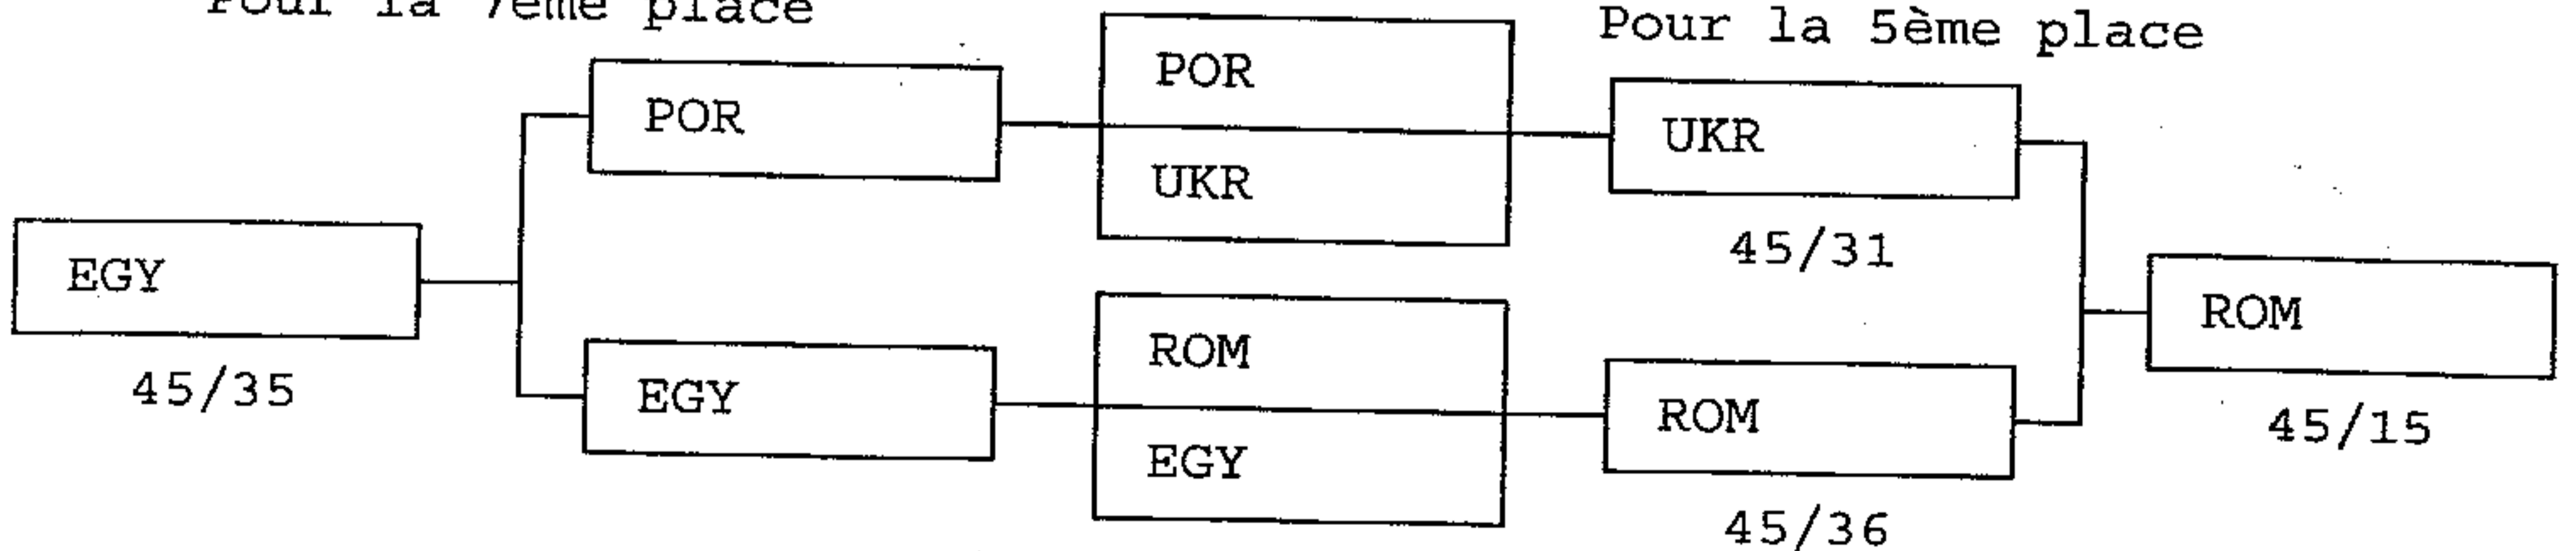 Pour la 7ème place
Pour la 5ème place
POR
POR
UKR
UKR
45/31
EGY
45/35
ROM
45/15
EGY
ROM
EGY
ROM
45/36